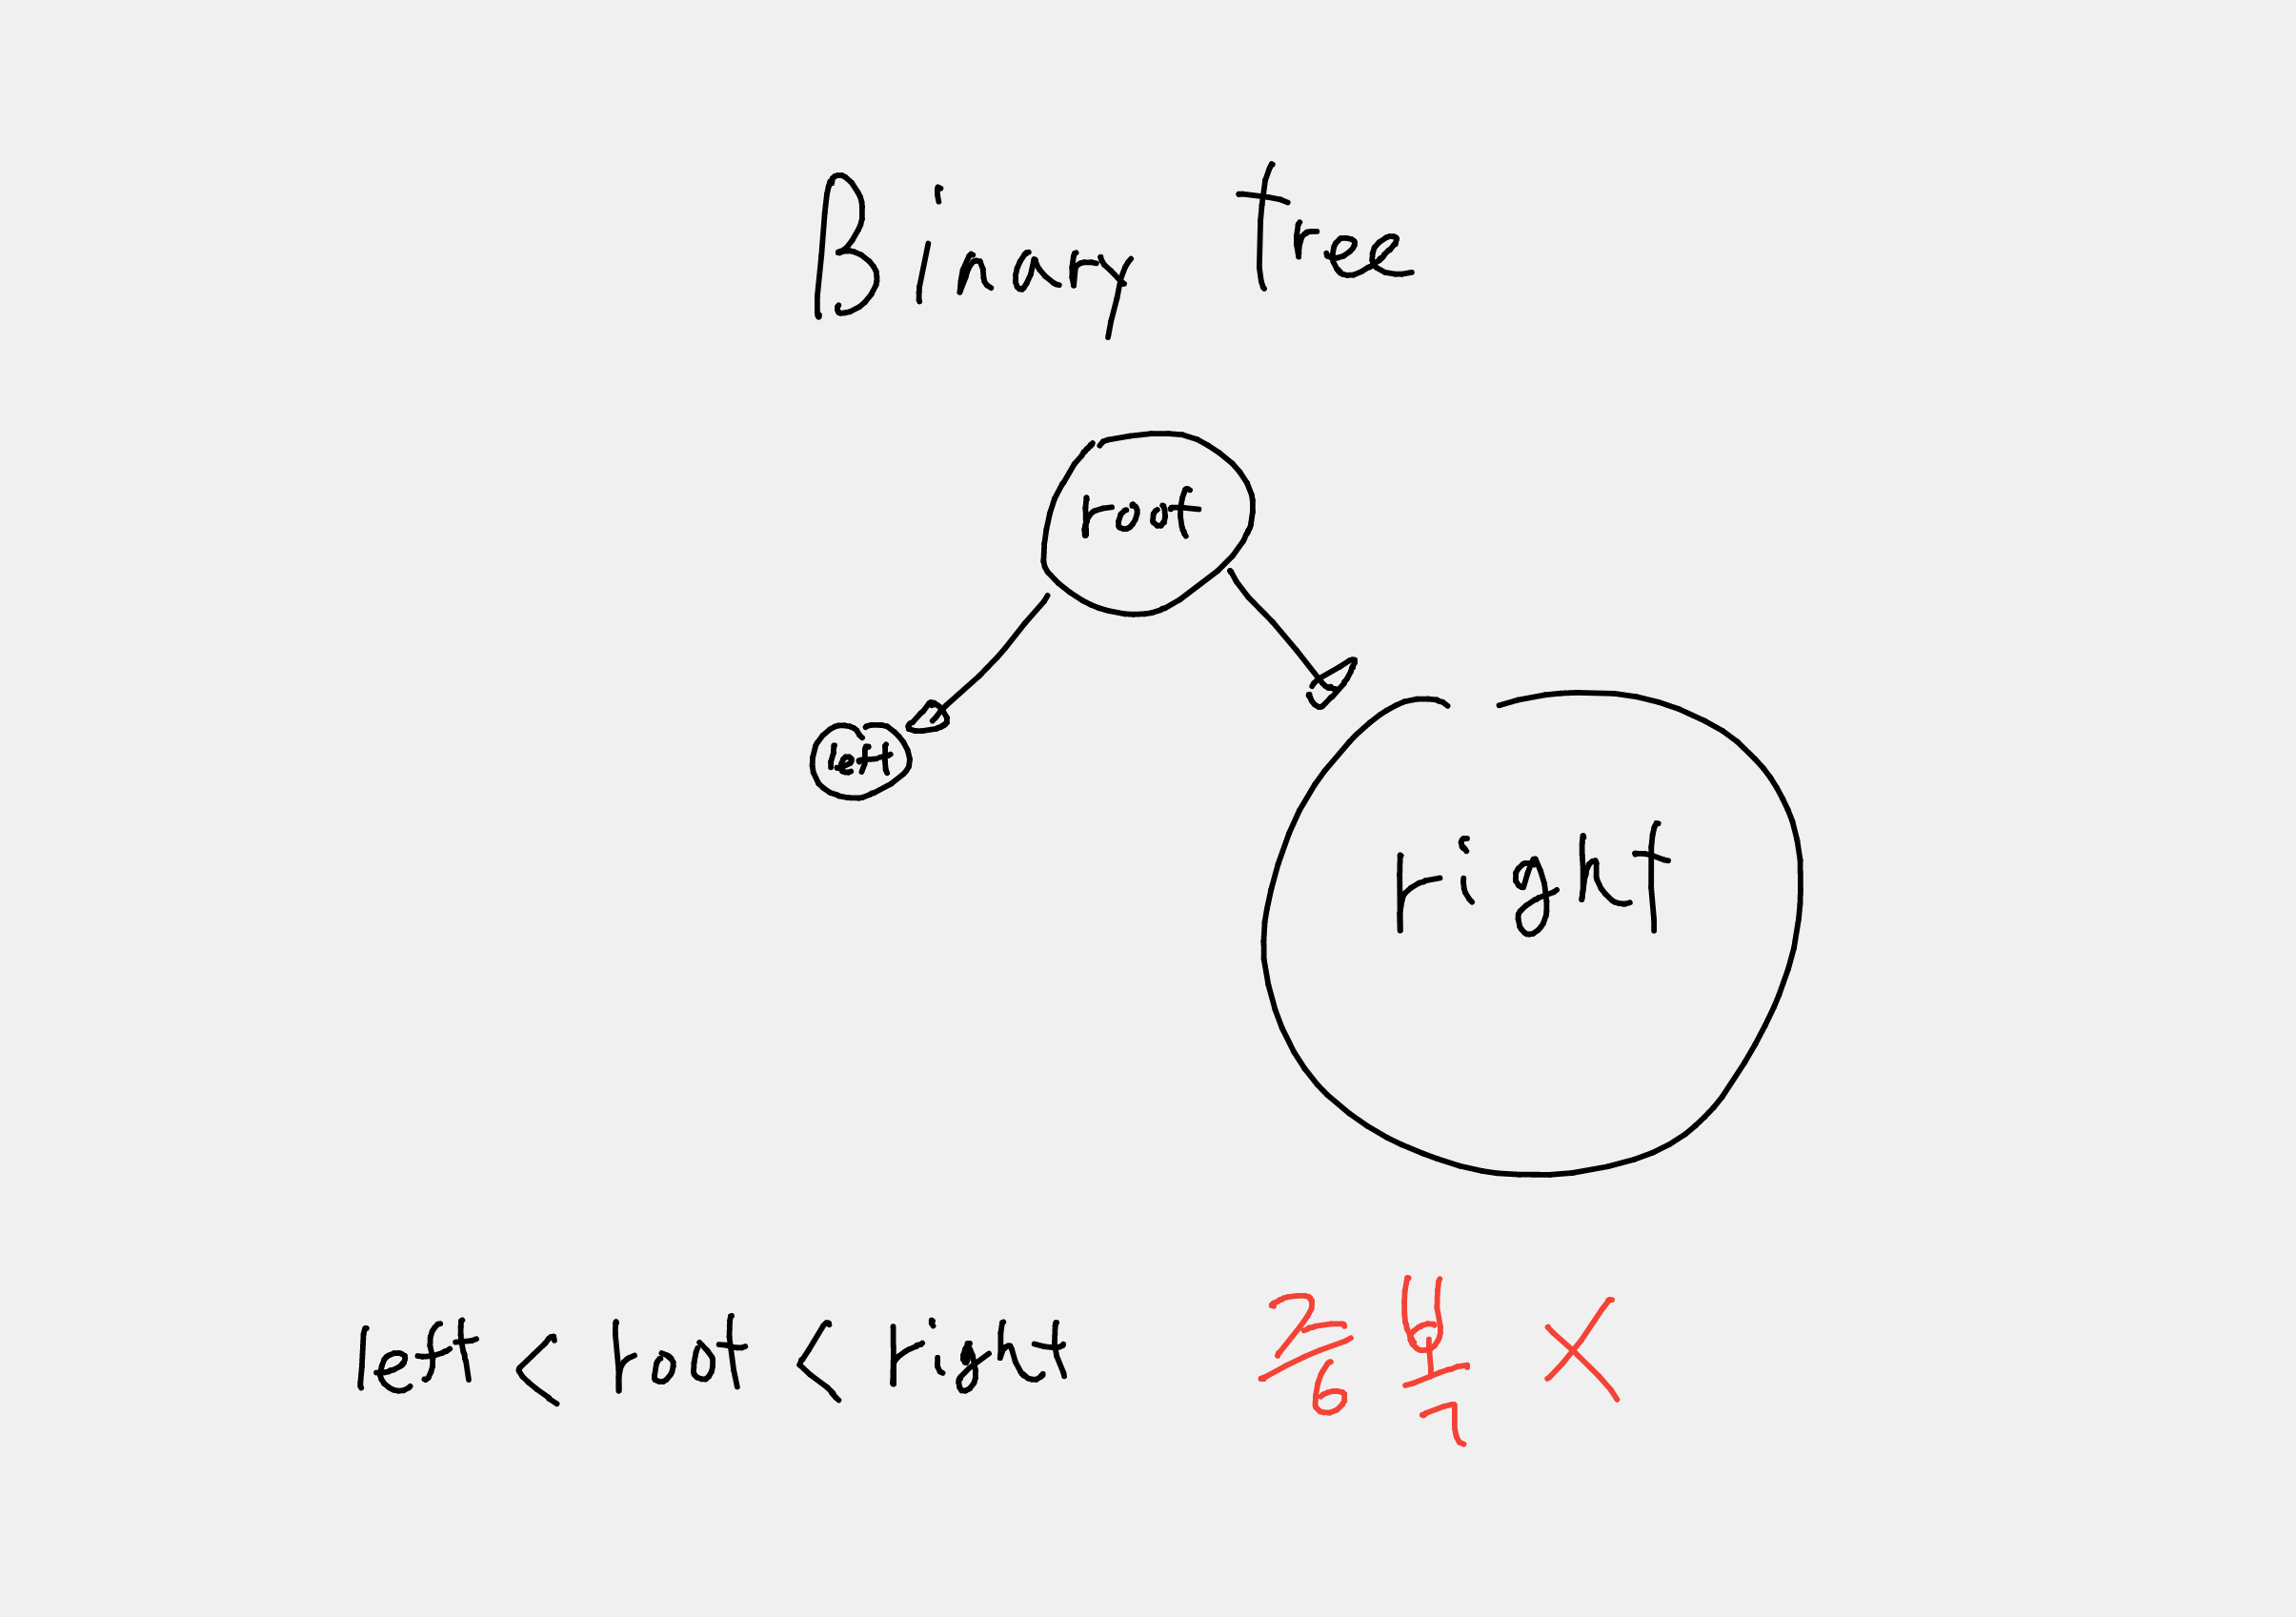 Binary Tree
root
left
right
left < root < right 중복 X